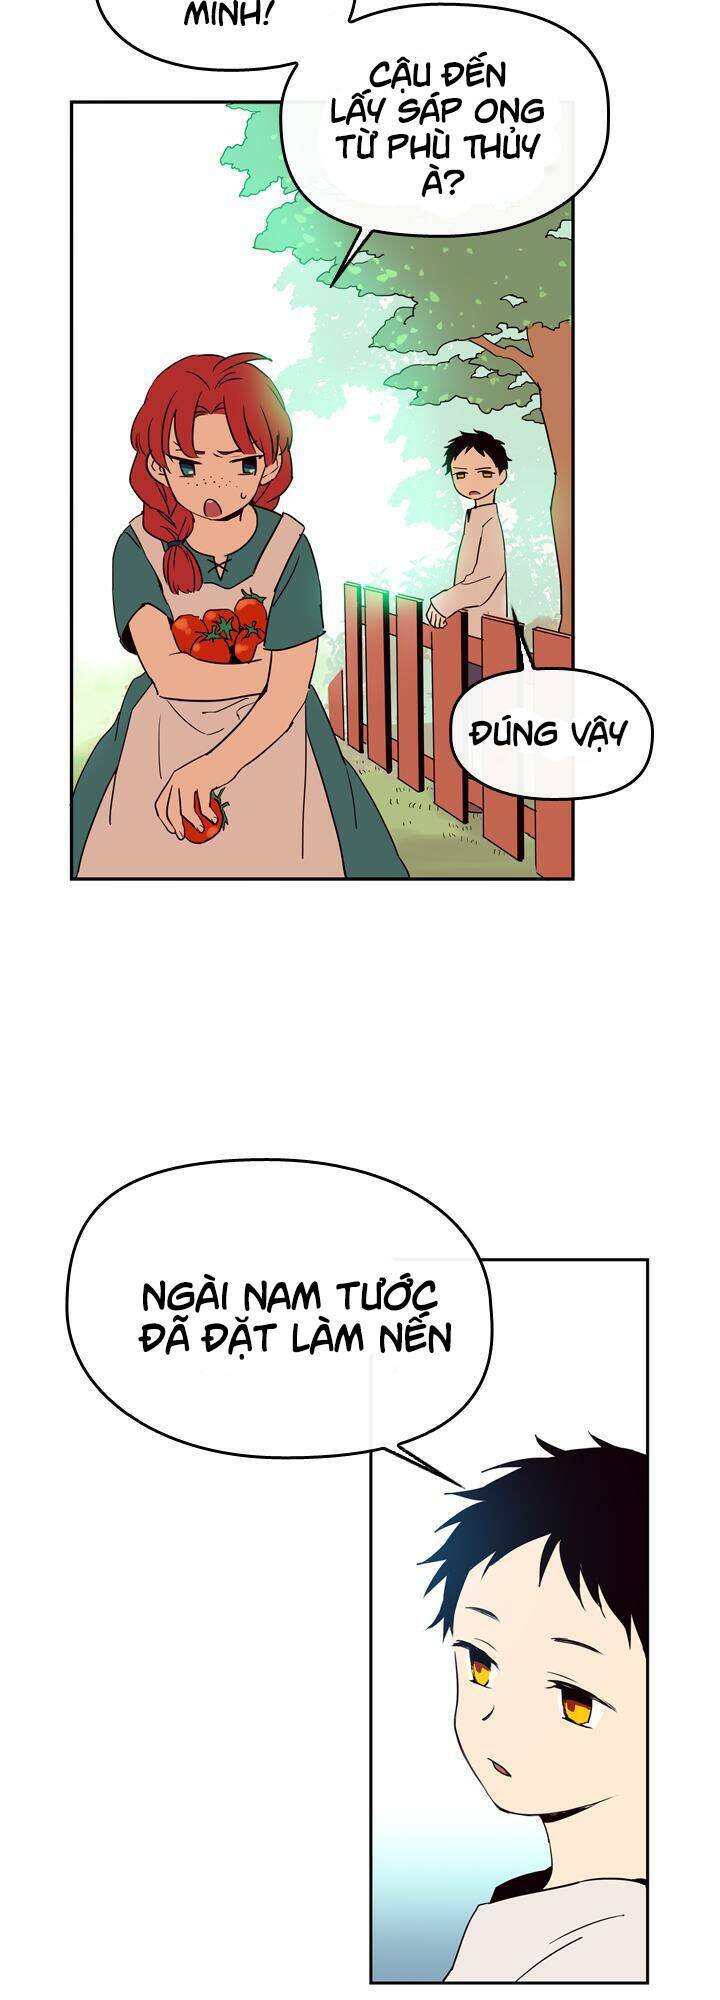 MÌNH!
CẬU ĐẾN
LẤY SÁP ONG
TỪ PHÙ THỦY
À?
ĐÚNG VẬY
NGÀI NAM TƯỚC
ĐÃ ĐẶT LÀM NẾN